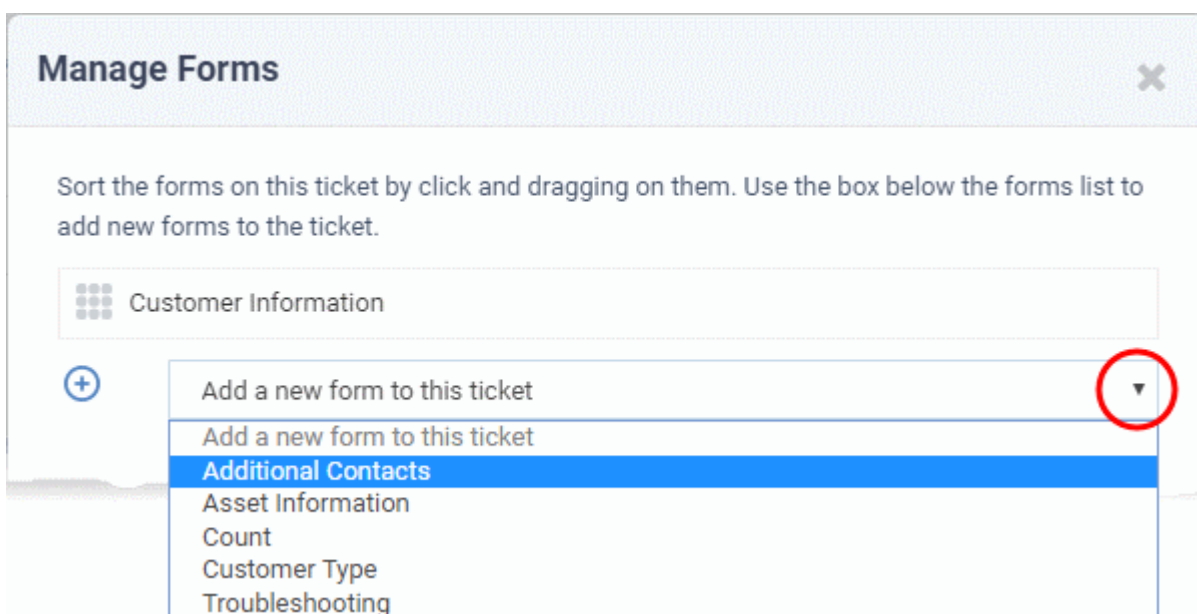 Manage Forms
Sort the forms on this ticket by click and dragging on them. Use the box below the forms list to
add new forms to the ticket.
Customer Information
Add a new form to this ticket
Add a new form to this ticket
Additional Contacts
Asset Information
Count
Customer Type
Troubleshooting